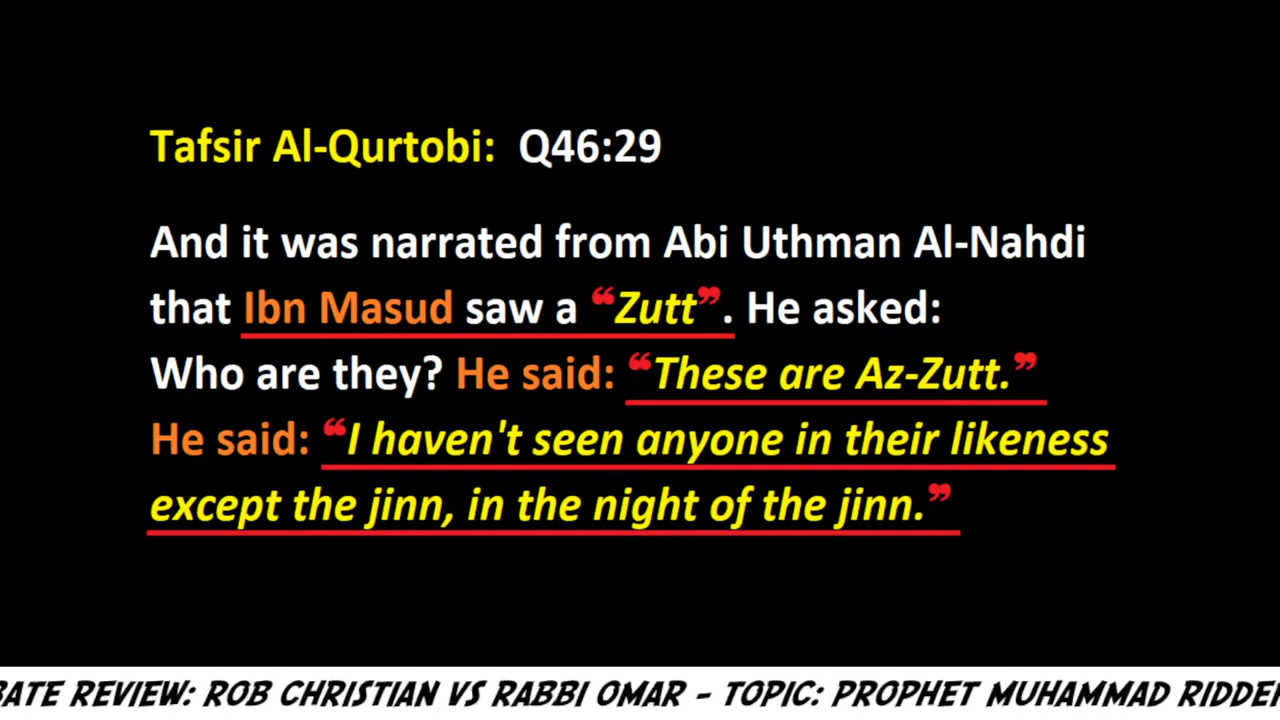 Tafsir Al-Qurtobi: Q46:29
And it was narrated from Abi Uthman Al-Nahdi
that Ibn Masud saw a “Zutt”. He asked:
Who are they? He said: “These are Az-Zutt.”
He said: “I haven't seen anyone in their likeness
except the jinn, in the night of the jinn.”
BATE REVIEW: ROB CHRISTIAN VS RABBI OMAR - TOPIC: PROPHET MUHAMMAD RIDDEN